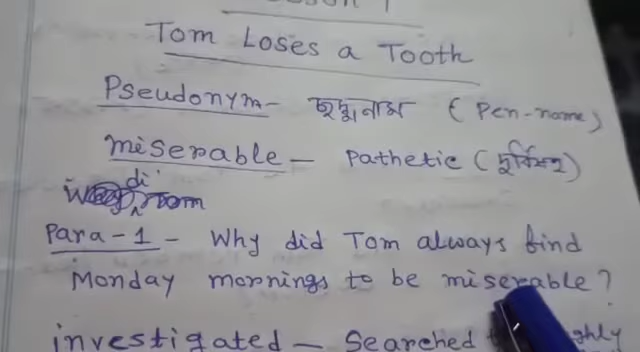 Tom Loses a Tooth
Pseudonym - ছদ্মনাম (Pen-name)
miserable - Pathetic (
di
Para-1 - Why did Tom always find
Monday mornings to be miserable?
investigated - Searched